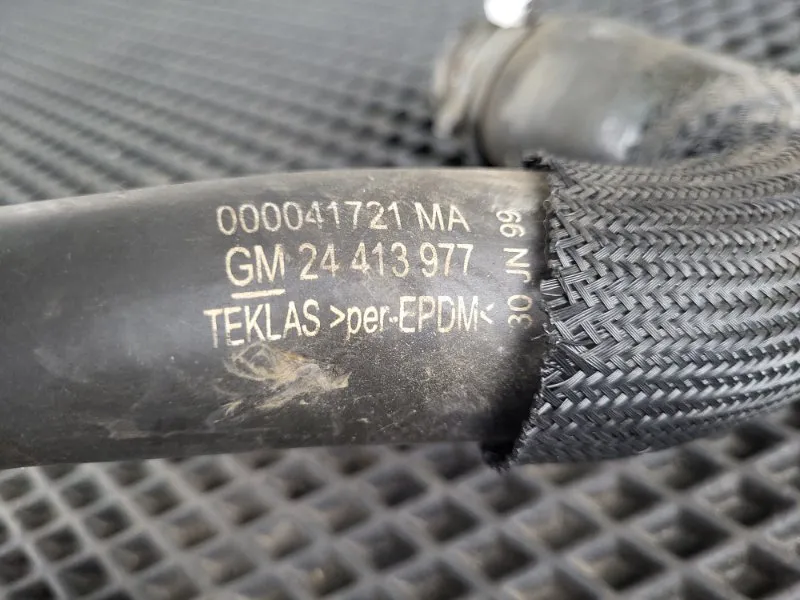 000041721 MA
GM 24 413 977
TEKLAS >per-EPDM<
30 JN 99